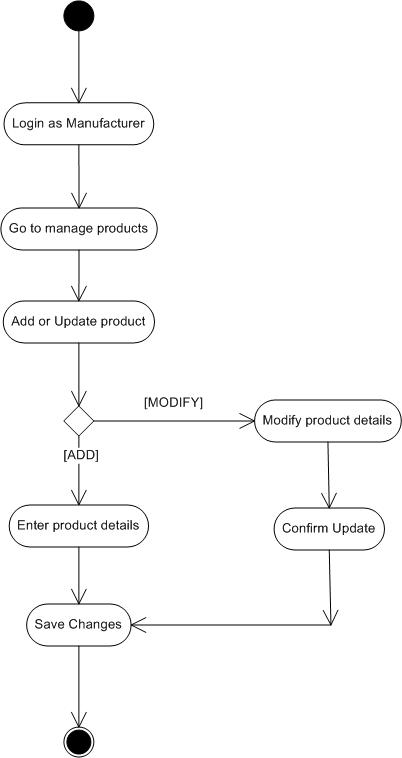 Login as Manufacturer
Go to manage products
Add or Update product
[MODIFY]
Modify product details
[ADD]
Enter product details
Confirm Update
Save Changes